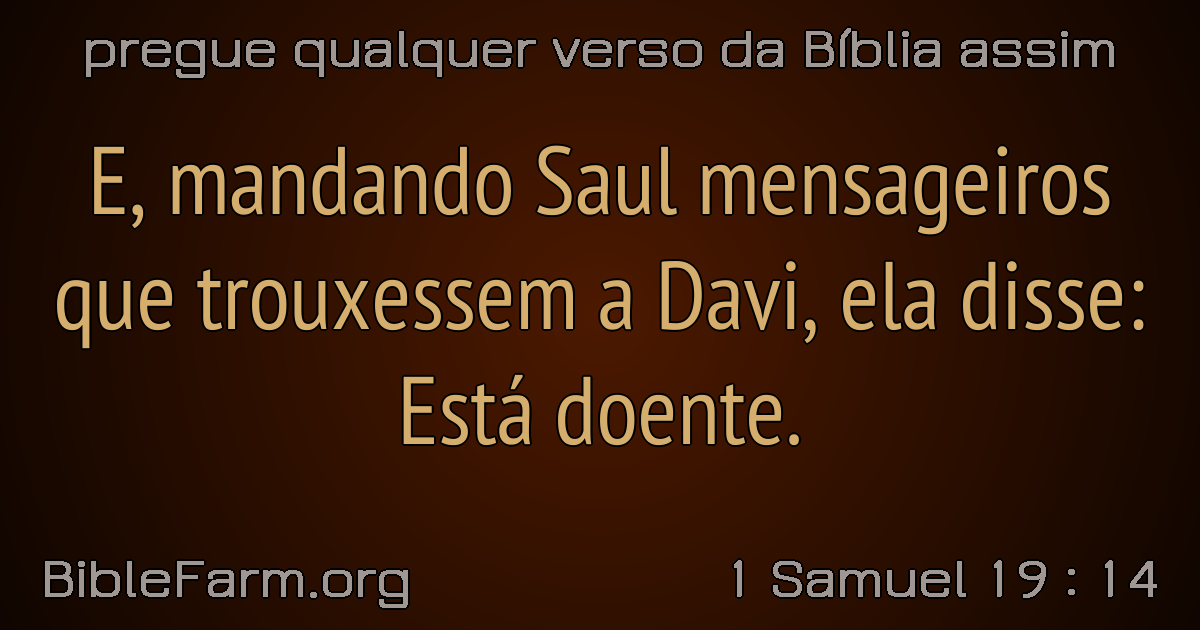 pregue qualquer verso da Bíblia assim
E, mandando Saul mensageiros
que trouxessem a Davi, ela disse:
Está doente.
BibleFarm.org
1 Samuel 19 : 14